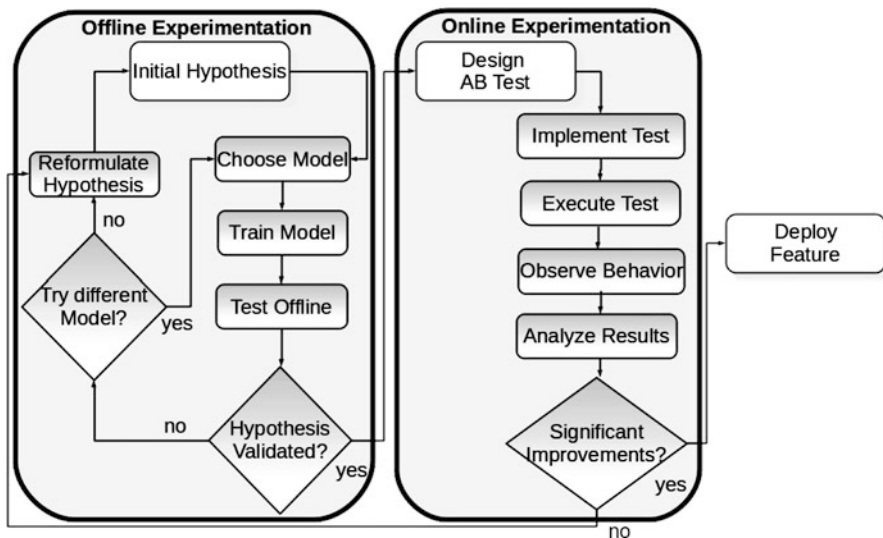 Offline Experimentation
Initial Hypothesis
Reformulate
Hypothesis
Choose Model
no
Train Model
Try different
Model?
yes
Test Offline
no
Hypothesis
Validated?
yes
Online Experimentation
Design
AB Test
Implement Test
Execute Test
Observe Behavior
Analyze Results
Significant
Improvements?
yes
no
Deploy
Feature